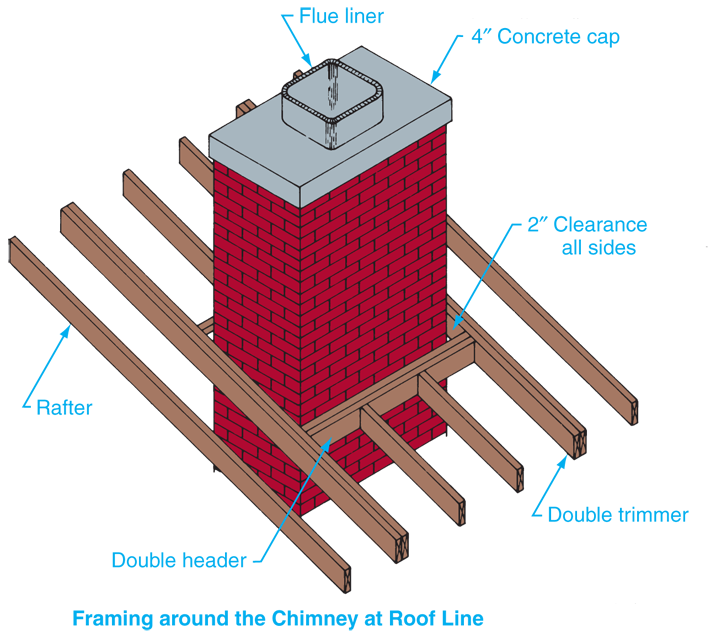 Flue liner
4″ Concrete cap
2″ Clearance
all sides
Rafter
Double trimmer
Double header
Framing around the Chimney at Roof Line